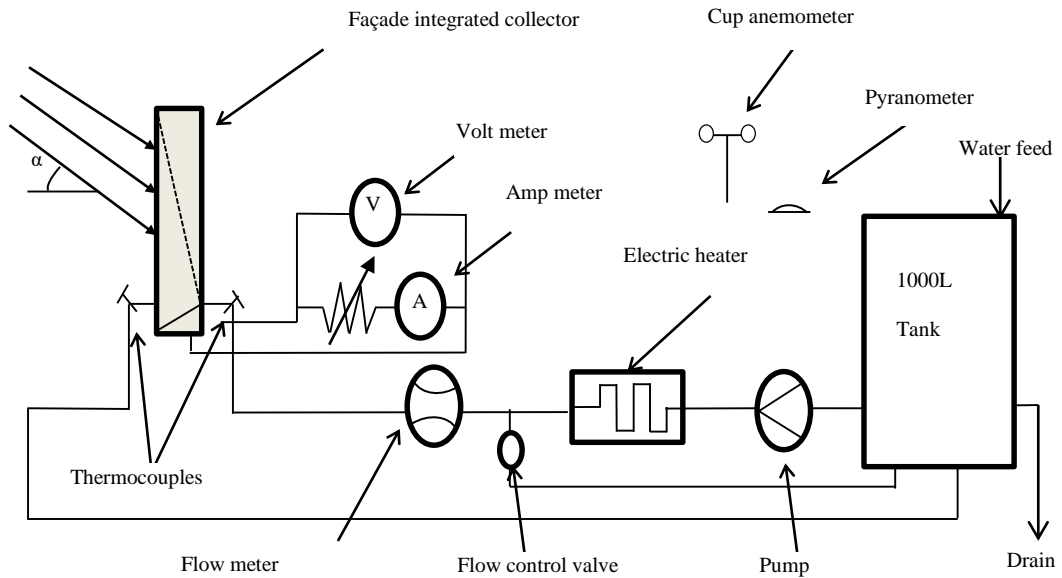 Façade integrated collector
Cup anemometer
Pyranometer
Volt meter
Water feed
α
Amp meter
V
Electric heater
1000L
A
Tank
Thermocouples
Flow meter
Flow control valve
Pump
Drain